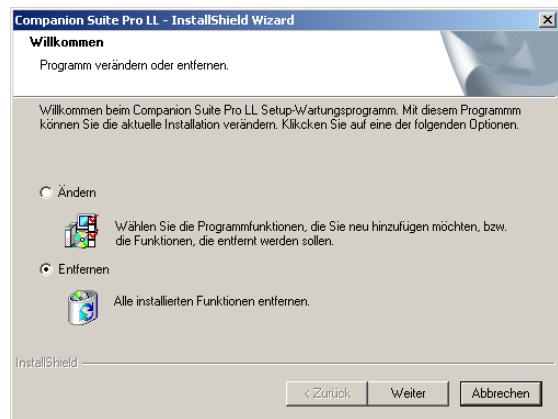 Companion Suite Pro LL - InstallShield Wizard
Willkommen
Programm verändern oder entfernen.
Willkommen beim Companion Suite Pro LL Setup-Wartungsprogramm. Mit diesem Programmm
können Sie die aktuelle Installation verändern. Klikcken Sie auf eine der folgenden Optionen.
Ändern
Wählen Sie die Programmfunktionen, die Sie neu hinzufügen möchten, bzw.
die Funktionen, die entfernt werden sollen.
Entfernen
Alle installierten Funktionen entfernen.
InstallShield
< Zurück Weiter Abbrechen